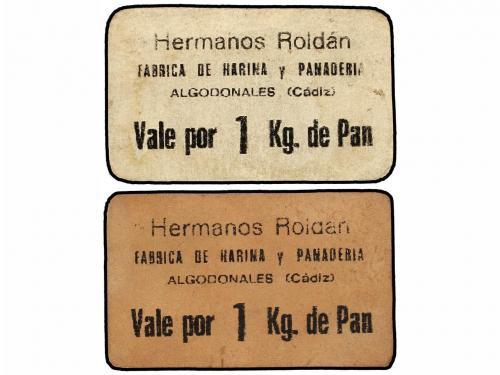 Hermanos Roldán
FABRICA DE HARINA y PANADERIA
ALGODONALES (Cádiz)
Vale por 1 Kg. de Pan
Hermanos Roldán
FABRICA DE HARINA y PANADERIA
ALGODONALES (Cádiz)
Vale por 1 Kg. de Pan